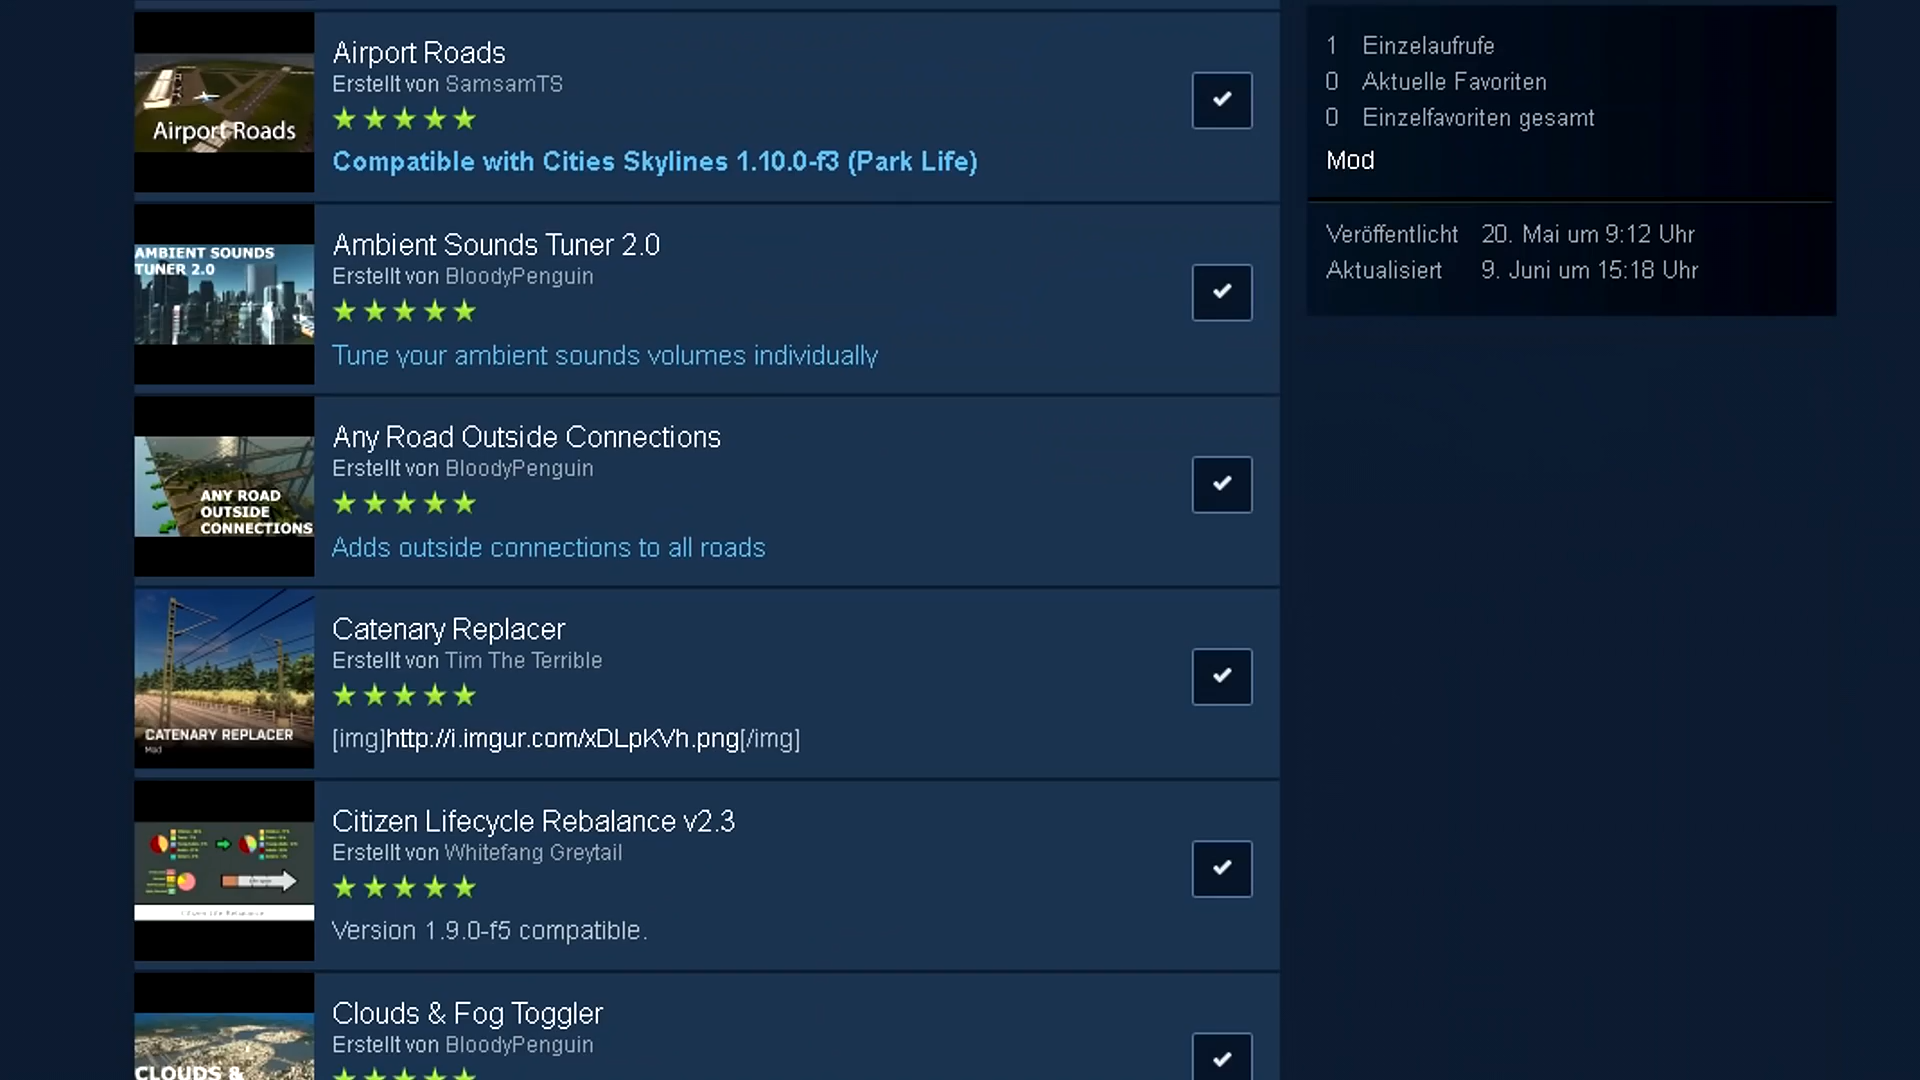 Airport Roads
Airport Roads
Erstellt von SamsamTS
Compatible with Cities Skylines 1.10.0-f3 (Park Life)
AMBIENT SOUNDS
TUNER 2.0
Ambient Sounds Tuner 2.0
Erstellt von BloodyPenguin
Tune your ambient sounds volumes individually
ANY ROAD
OUTSIDE
CONNECTIONS
Any Road Outside Connections
Erstellt von BloodyPenguin
Adds outside connections to all roads
CATENARY REPLACER
Mod
Catenary Replacer
Erstellt von Tim The Terrible
[img]http://i.imgur.com/xDLpKVh.png[/img]
Citizen Lifecycle Rebalance v2.3
Erstellt von Whitefang Greytail
Version 1.9.0-f5 compatible.
CLOUDS &
Clouds & Fog Toggler
Erstellt von BloodyPenguin
1 Einzelaufrufe
0 Aktuelle Favoriten
0 Einzelfavoriten gesamt
Mod
Veröffentlicht 20. Mai um 9:12 Uhr
Aktualisiert 9. Juni um 15:18 Uhr